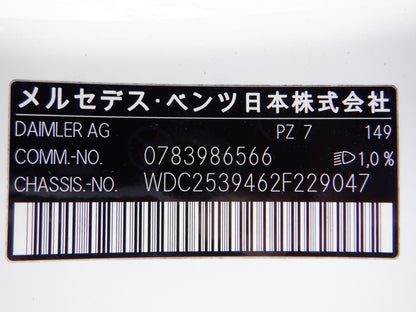 メルセデス・ベンツ日本株式会社
DAIMLER AG PZ 7 149
COMM.-NO. 0783986566 1,0%
CHASSIS.-NO. WDC2539462F229047